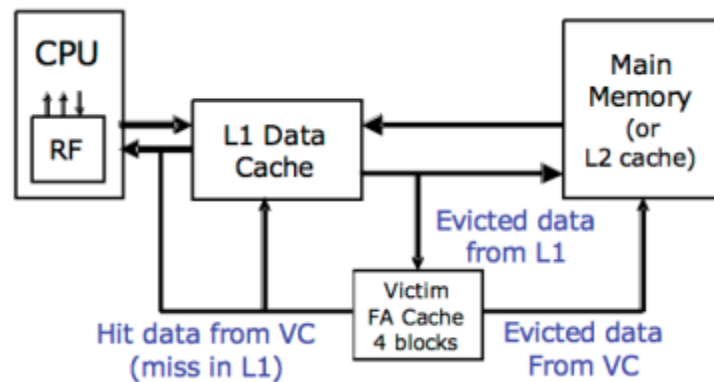 CPU
RF
L1 Data
Cache
Main
Memory
(or
L2 cache)
Evicted data
from L1
Victim
FA Cache
4 blocks
Hit data from VC
(miss in L1)
Evicted data
From VC